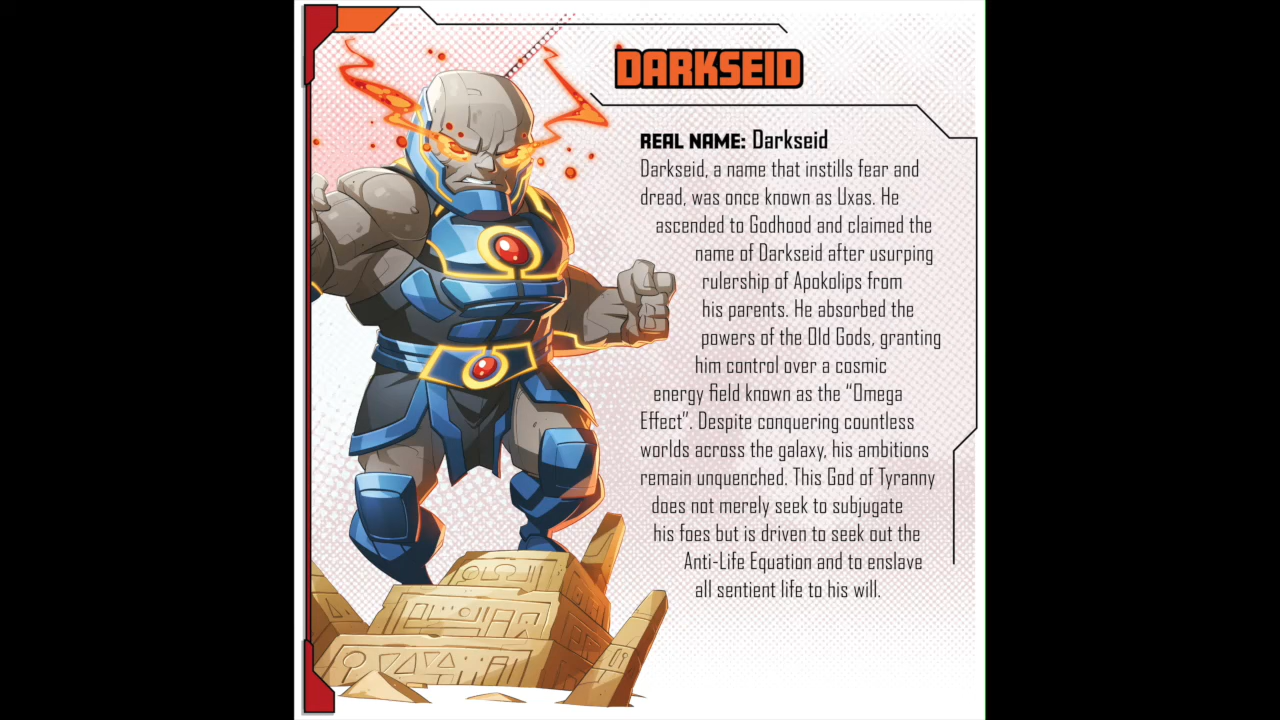 DARKSEID
REAL NAME: Darkseid
Darkseid, a name that instills fear and
dread, was once known as Uxas. He
ascended to Godhood and claimed the
name of Darkseid after usurping
rulership of Apokolips from
his parents. He absorbed the
powers of the Old Gods, granting
him control over a cosmic
energy field known as the “Omega
Effect”. Despite conquering countless
worlds across the galaxy, his ambitions
remain unquenched. This God of Tyranny
does not merely seek to subjugate
his foes but is driven to seek out the
Anti-Life Equation and to enslave
all sentient life to his will.